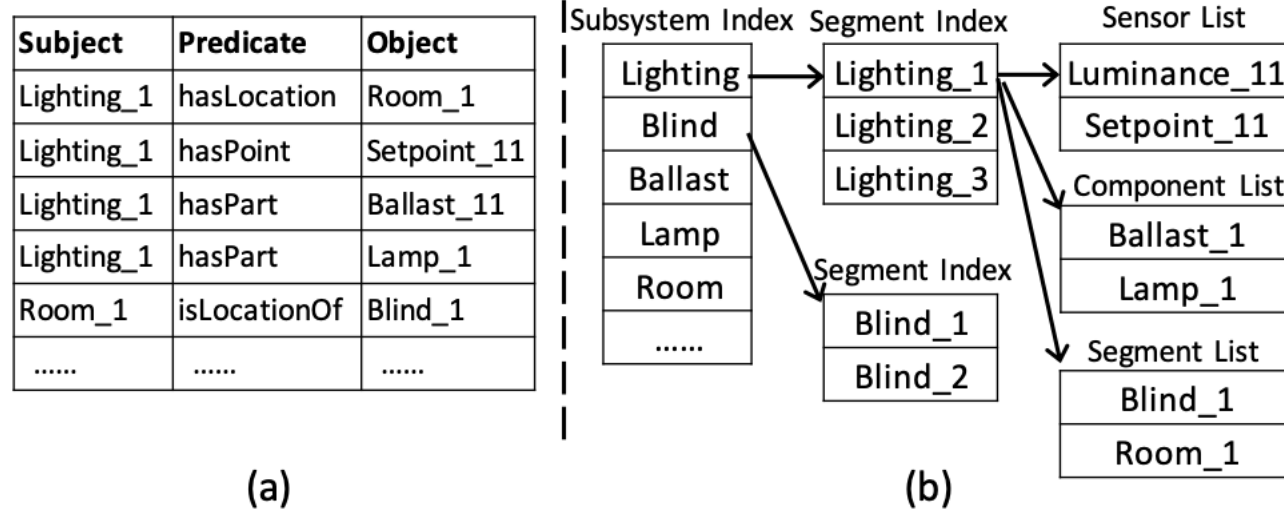 Subject Predicate Object
Lighting_1 hasLocation Room_1
Lighting_1 hasPoint Setpoint_11
Lighting_1 hasPart Ballast_11
Lighting_1 hasPart Lamp_1
Room_1 isLocationOf Blind_1
...... ...... ......
(a)
Subsystem Index
Lighting
Blind
Ballast
Lamp
Room
......
Segment Index
Lighting_1
Lighting_2
Lighting_3
Segment Index
Blind_1
Blind_2
Sensor List
Luminance_11
Setpoint_11
Component List
Ballast_1
Lamp_1
Segment List
Blind_1
Room_1
(b)